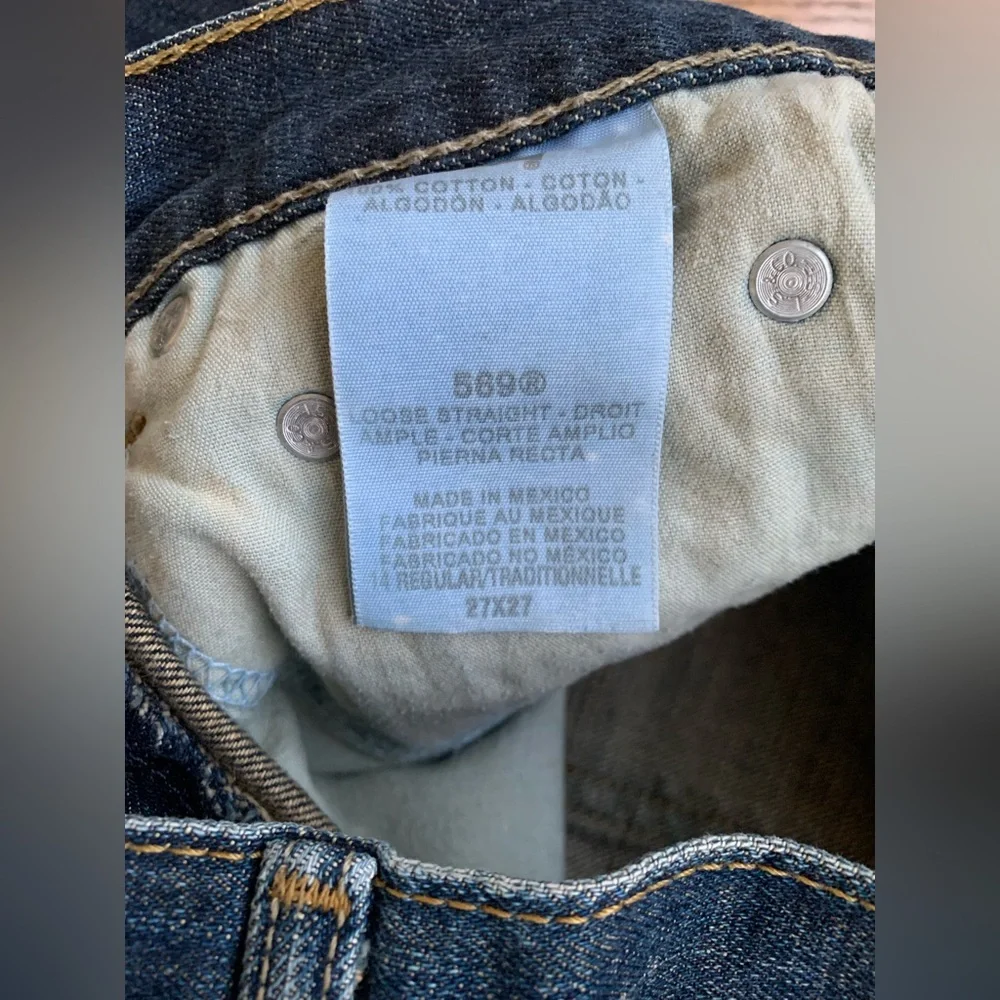 100% COTTON - COTON -
ALGODÓN - ALGODÃO
569®
LOOSE STRAIGHT - DROIT
AMPLE - CORTE AMPLIO
PIERNA RECTA
MADE IN MEXICO
FABRIQUE AU MEXIQUE
FABRICADO EN MEXICO
FABRICADO NO MÉXICO
14 REGULAR/TRADITIONNELLE
27X27